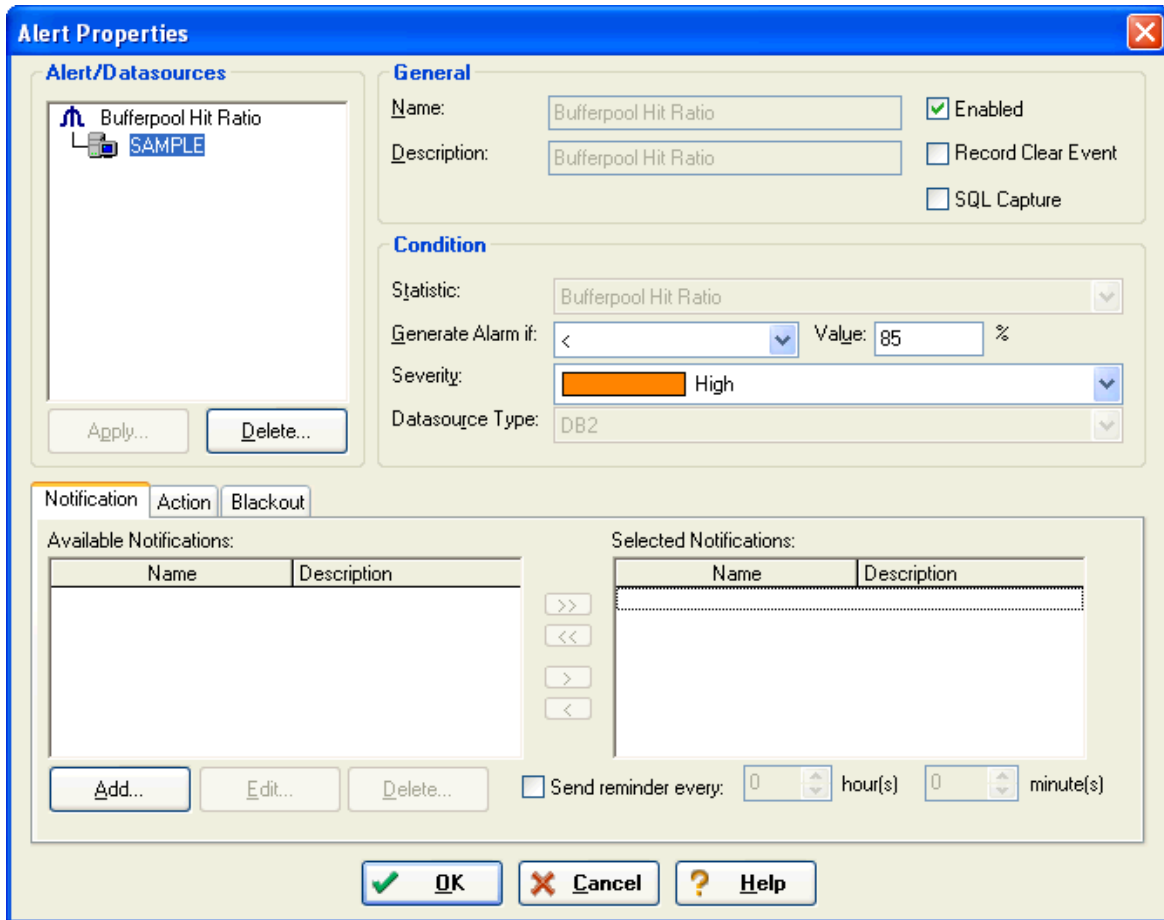 Alert Properties
Alert/Datasources
Bufferpool Hit Ratio
SAMPLE
Apply...
Delete...
General
Name:
Bufferpool Hit Ratio
Enabled
Description:
Bufferpool Hit Ratio
Record Clear Event
SQL Capture
Condition
Statistic:
Bufferpool Hit Ratio
Generate Alarm if:
<
Value:
85
%
Severity:
High
Datasource Type:
DB2
Notification
Action
Blackout
Available Notifications:
Name
Description
>>
<<
>
<
Selected Notifications:
Name
Description
Add...
Edit...
Delete...
Send reminder every:
0
hour(s)
0
minute(s)
OK
Cancel
? Help